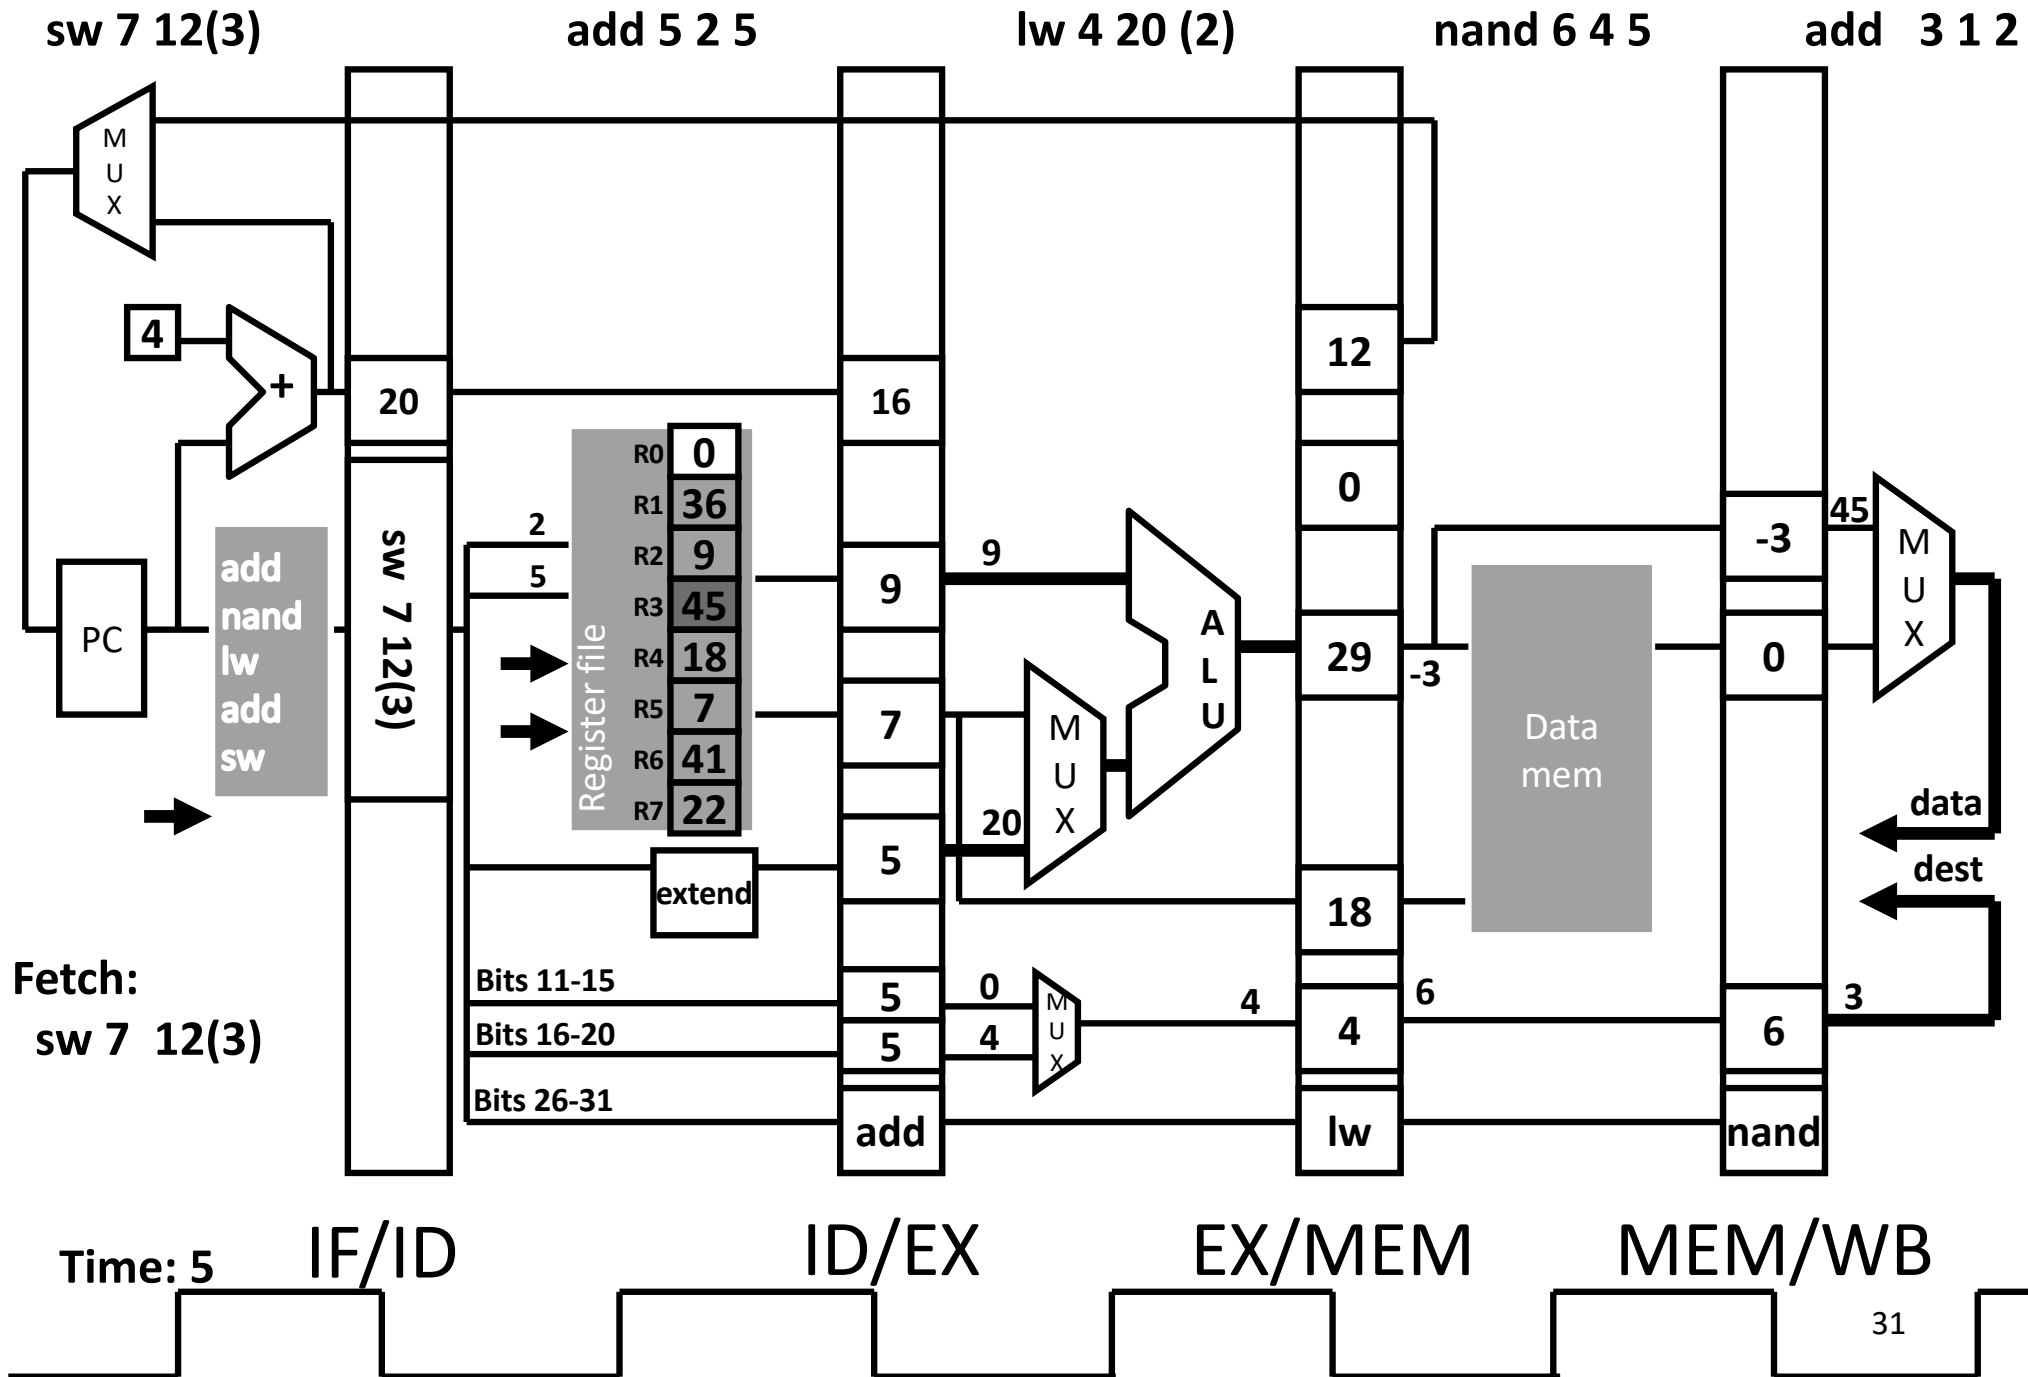 sw 7 12(3)
add 5 2 5
lw 4 20 (2)
nand 6 4 5
add 3 1 2
M
U
X
4
+
20
16
12
0
PC
add
nand
lw
add
sw
sw 7 12(3)
2
5
Register file
R0 0
R1 36
R2 9
R3 45
R4 18
R5 7
R6 41
R7 22
extend
9
7
5
9
20
M
U
X
A
L
U
29
-3
18
Data
mem
-3
0
45
M
U
X
data
dest
Fetch:
sw 7 12(3)
Bits 11-15
Bits 16-20
Bits 26-31
5
5
add
0
4
M
U
X
4
4
lw
6
6
nand
3
Time: 5
IF/ID
ID/EX
EX/MEM
MEM/WB
31